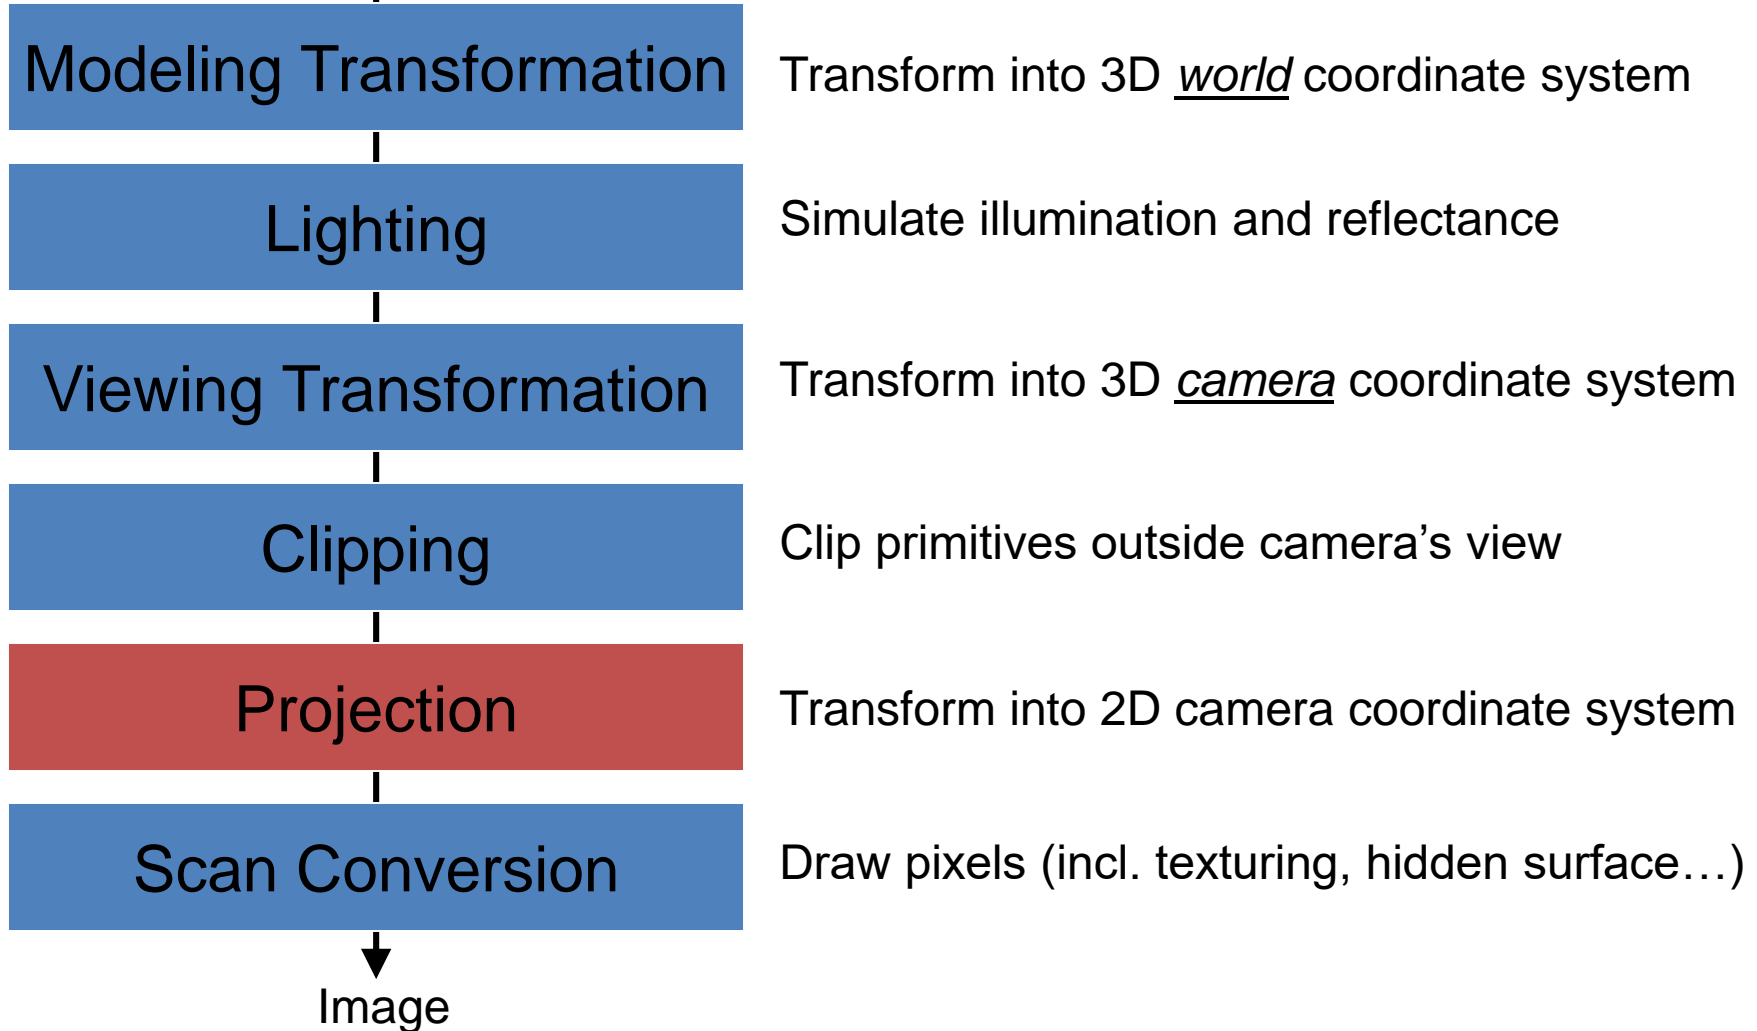 Modeling Transformation
Transform into 3D world coordinate system
Lighting
Simulate illumination and reflectance
Viewing Transformation
Transform into 3D camera coordinate system
Clipping
Clip primitives outside camera’s view
Projection
Transform into 2D camera coordinate system
Scan Conversion
Draw pixels (incl. texturing, hidden surface…)
Image